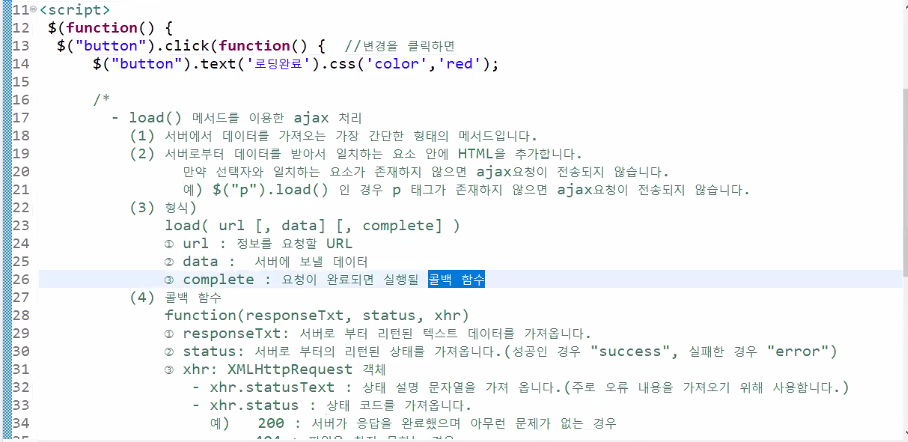 11 <script>
12 $(function() {
13 $("button").click(function() { //변경을 클릭하면
14 $("button").text('로딩완료').css('color','red');
15
16 /*
17 - load() 메서드를 이용한 ajax 처리
18 (1) 서버에서 데이터를 가져오는 가장 간단한 형태의 메서드입니다.
19 (2) 서버로부터 데이터를 받아서 일치하는 요소 안에 HTML을 추가합니다.
20 만약 선택자와 일치하는 요소가 존재하지 않으면 ajax요청이 전송되지 않습니다.
21 예) $("p").load() 인 경우 p 태그가 존재하지 않으면 ajax요청이 전송되지 않습니다.
22 (3) 형식)
23 load( url [, data] [, complete] )
24 ① url : 정보를 요청할 URL
25 ② data : 서버에 보낼 데이터
26 ③ complete : 요청이 완료되면 실행될 콜백 함수
27 (4) 콜백 함수
28 function(responseTxt, status, xhr)
29 ① responseTxt: 서버로 부터 리턴된 텍스트 데이터를 가져옵니다.
30 ② status: 서버로 부터의 리턴된 상태를 가져옵니다.(성공인 경우 "success", 실패한 경우 "error")
31 ③ xhr: XMLHttpRequest 객체
32 - xhr.statusText : 상태 설명 문자열을 가져 옵니다.(주로 오류 내용을 가져오기 위해 사용합니다.)
33 - xhr.status : 상태 코드를 가져옵니다.
34 예) 200 : 서버가 응답을 완료했으며 아무런 문제가 없는 경우